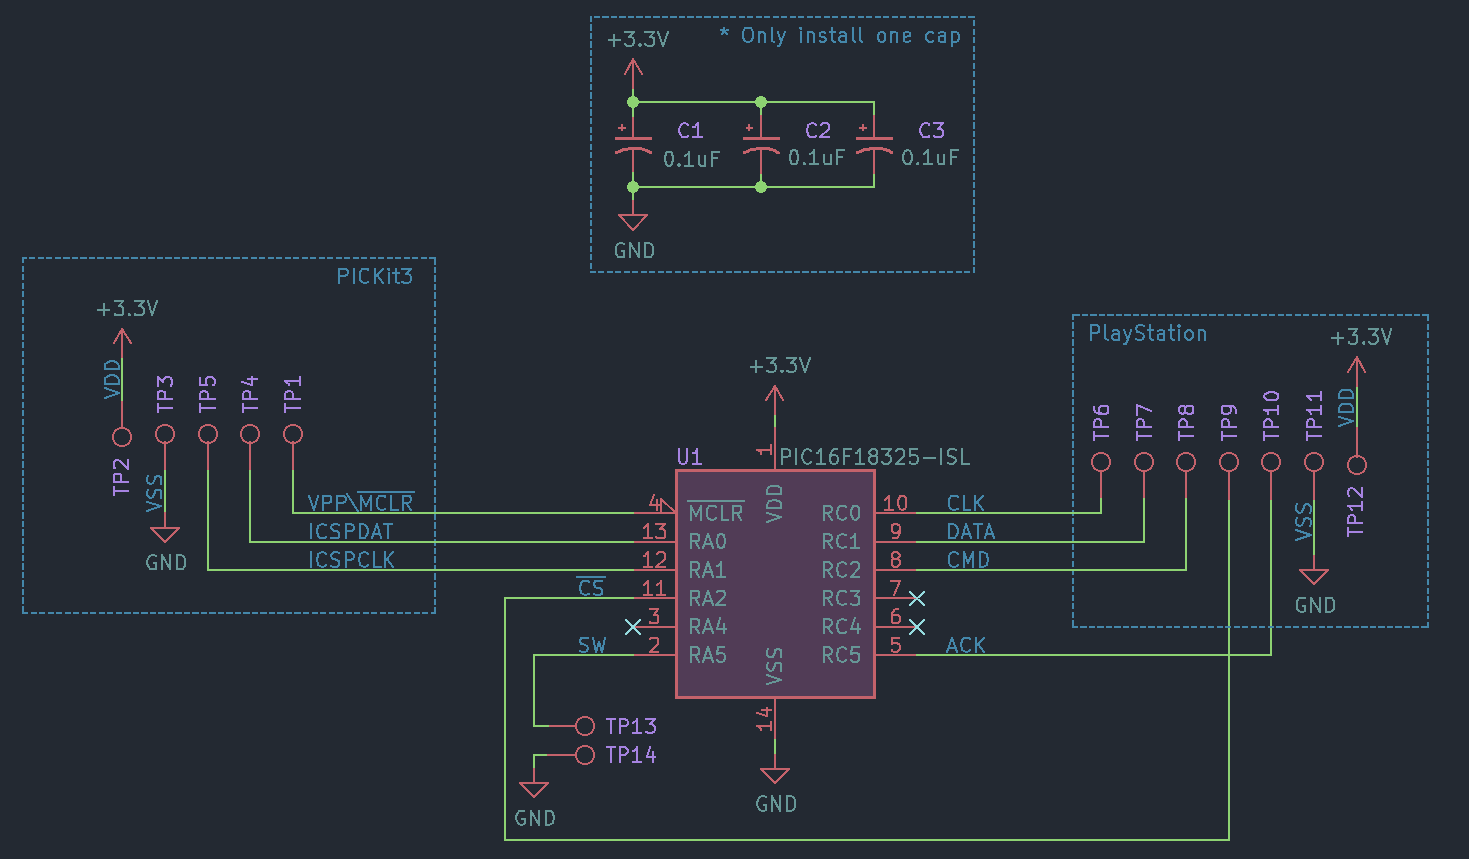 * Only install one cap
+3.3V
C1
0.1uF
C2
0.1uF
C3
0.1uF
GND
PICKit3
+3.3V
VDD
TP2
TP3
TP5
TP4
TP1
VSS
GND
VPP\MCLR
ICSPDAT
ICSPCLK
CS
SW
+3.3V
1
U1
PIC16F18325-ISL
4
13
12
11
3
2
MCLR
RA0
RA1
RA2
RA4
RA5
VDD
VSS
RC0
RC1
RC2
RC3
RC4
RC5
10
9
8
7
6
5
CLK
DATA
CMD
ACK
14
GND
TP13
TP14
GND
PlayStation
+3.3V
TP6
TP7
TP8
TP9
TP10
TP11
VDD
TP12
VSS
GND